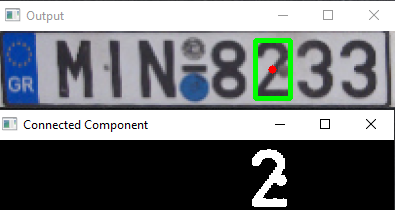 Output
GR MIN 8233
Connected Component
2